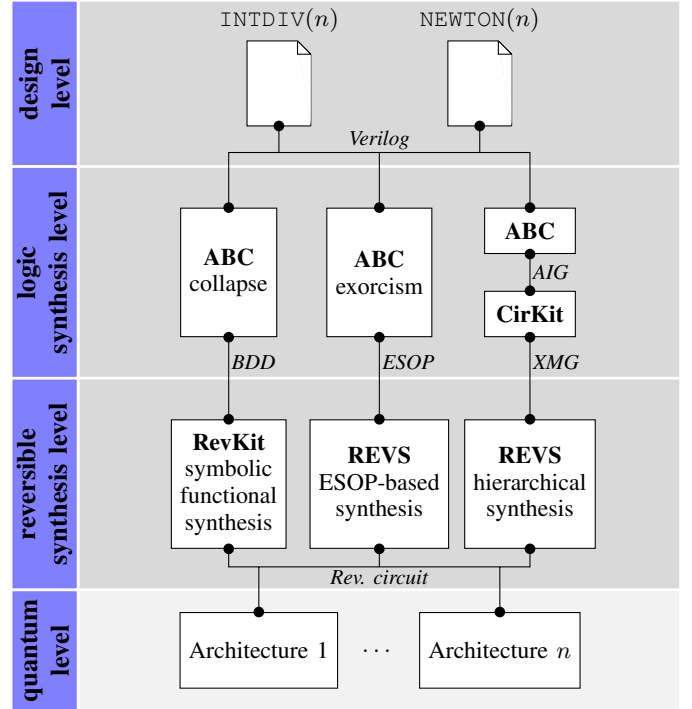 INTDIV(n) NEWTON(n)
design
level
Verilog
logic
synthesis level
ABC
collapse
ABC
exorcism
ABC
AIG
CirKit
BDD ESOP XMG
reversible
synthesis level
RevKit
symbolic
functional
synthesis
REVS
ESOP-based
synthesis
REVS
hierarchical
synthesis
Rev. circuit
quantum
level
Architecture 1 ··· Architecture n